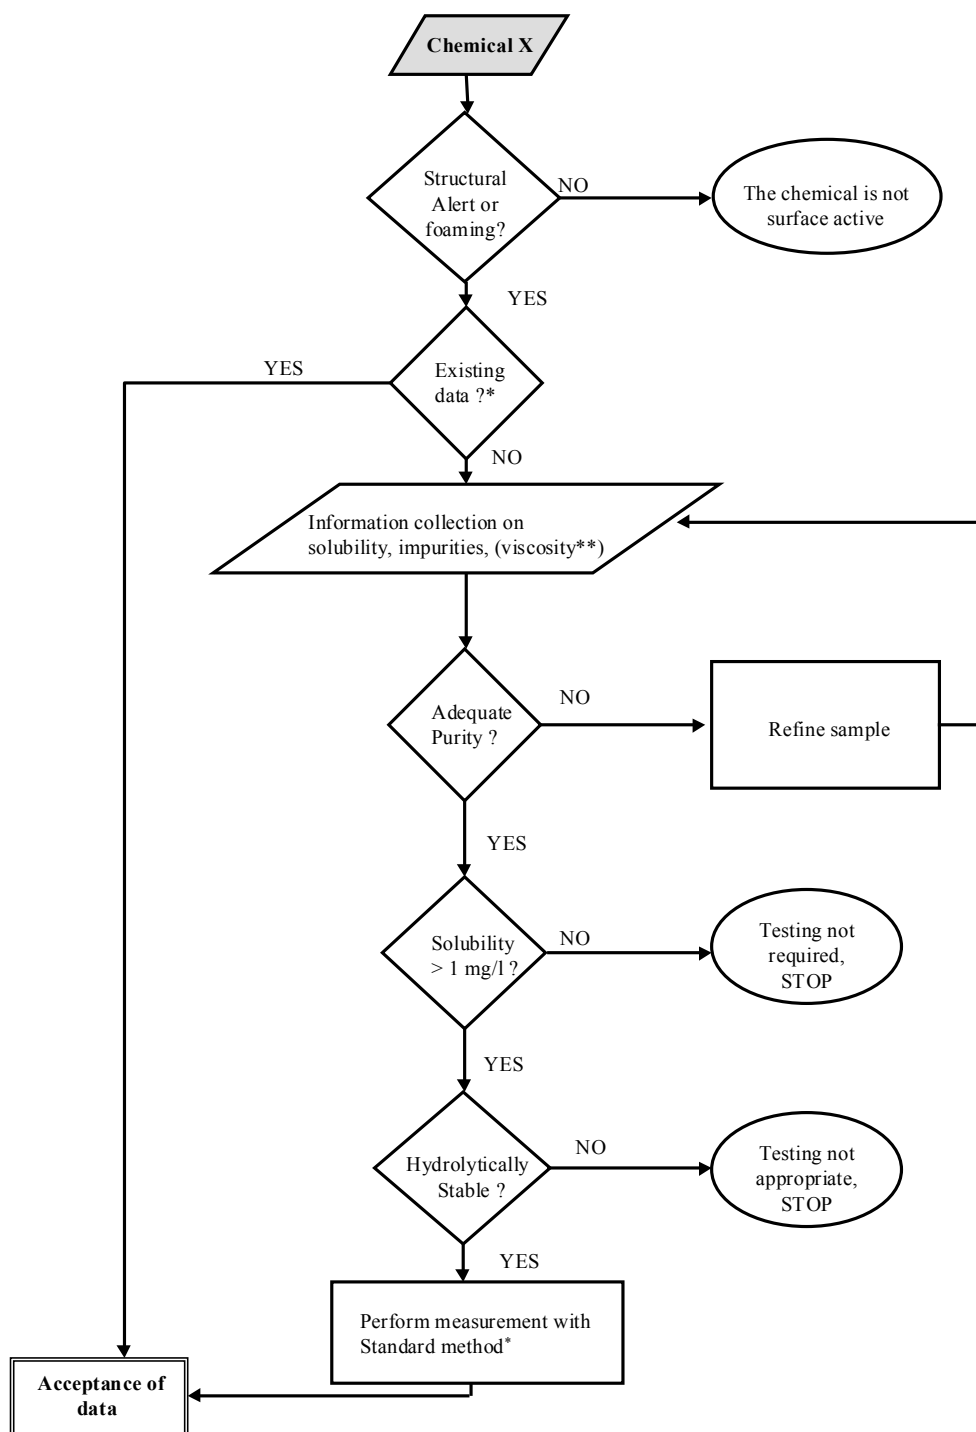 Chemical X
Structural
Alert or
foaming?
NO
The chemical is not
surface active
YES
YES
Existing
data ?*
NO
Information collection on
solubility, impurities, (viscosity**)
Adequate
Purity ?
NO
Refine sample
YES
Solubility
> 1 mg/l ?
NO
Testing not
required,
STOP
YES
Hydrolytically
Stable ?
NO
Testing not
appropriate,
STOP
YES
Perform measurement with
Standard method*
Acceptance of
data